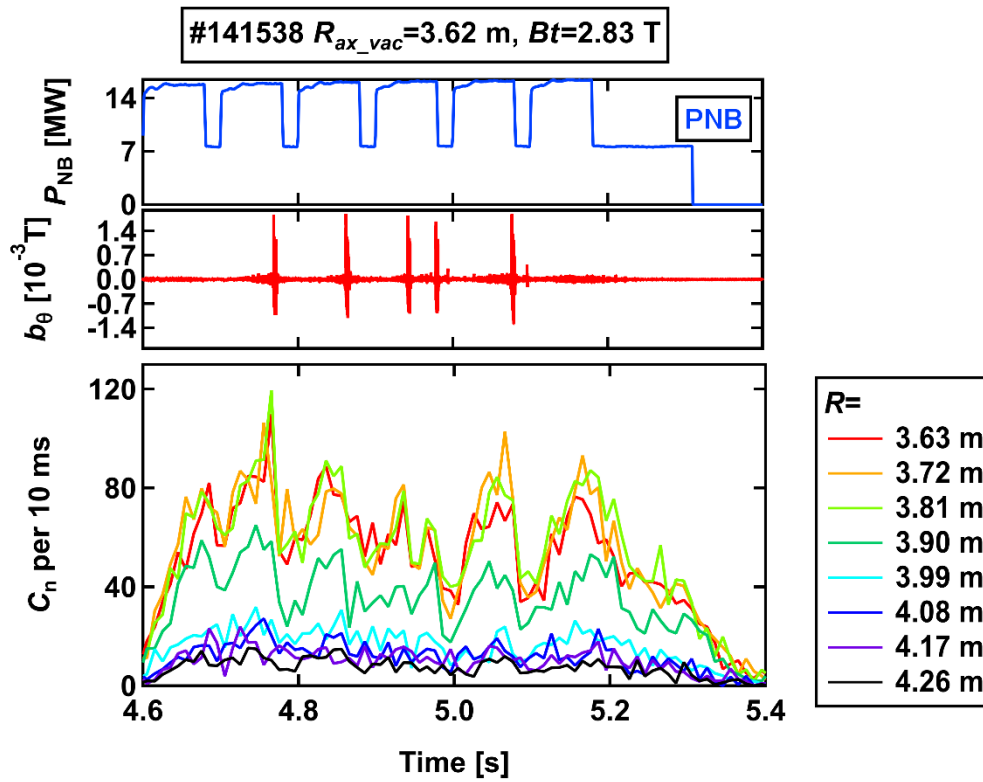 #141538 R_ax_vac=3.62 m, Bt=2.83 T
14
7
0
P_NB [MW]
PNB
1.4
0.7
0.0
-0.7
-1.4
b_θ [10⁻³T]
120
80
40
0
C_n per 10 ms
4.6
4.8
5.0
5.2
5.4
Time [s]
R=
3.63 m
3.72 m
3.81 m
3.90 m
3.99 m
4.08 m
4.17 m
4.26 m